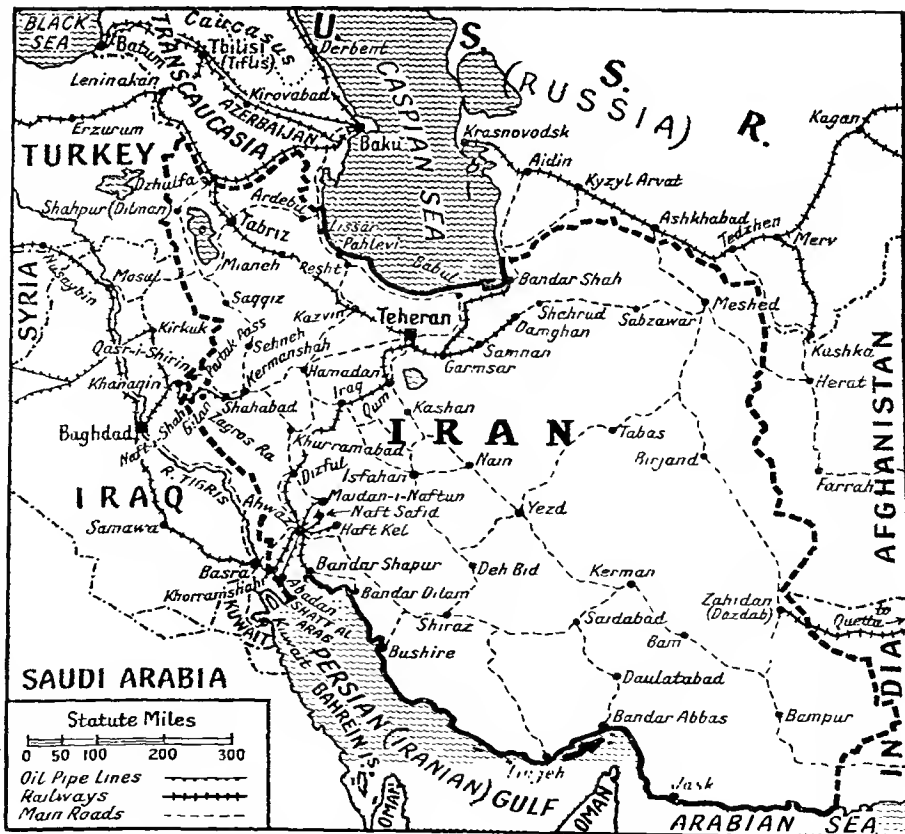 BLACK SEA
Batum
TRANSCAUCASIA
Caucasus
Tbilisi (Tiflis)
Derbent
U. S. S. R.
(RUSSIA)
CASPIAN SEA
Leninakan
Kirovabad
AZERBAIJAN
Erzurum
Baku
Krasnovodsk
Kagan
TURKEY
Aidin
Kyzyl Arvat
Dzhulfa
Ardebil
Ashkhabad
Tedzhen
Merv
Shahpur (Dilman)
Tabriz
Lissar
Pahlevi
Babul
Bandar Shah
SYRIA
Nusaybin
Mosul
Mianeh
Resht
Meshed
Saqqiz
Kazvin
Teheran
Shehrud
Damghan
Sabzawar
Kirkuk
Paitak Pass
Sehneh
Kermanshah
Samnan
Garmsar
Kushka
Qasr-i-Shirin
Hamadan
Herat
Khanaqin
Iraq
Qum
Kashan
Naft Shah
Gilan
Shahabad
Baghdad
Zagros Ra
Khurramabad
IRAN
Tabas
Birjand
AFGHANISTAN
Dizful
Isfahan
Nain
IRAQ
R. TIGRIS
Ahwaz
Maidan-i-Naftun
Naft Safid
Haft Kel
Yezd
Farrah
Samawa
Basra
Bandar Shapur
Deh Bid
Kerman
Khorramshahr
Abadan
SHATT AL ARAB
Bandar Dilam
Zahidan (Dozdab)
to Quetta
KUWAIT
Kuwait
Shiraz
Saidabad
Bam
Bushire
SAUDI ARABIA
Daulatabad
INDIA
BAHREIN IS.
PERSIAN (IRANIAN) GULF
Bandar Abbas
Bampur
Lingeh
Jask
OMAN
OMAN
ARABIAN SEA
Statute Miles
0 50 100 200 300
Oil Pipe Lines
Railways
Main Roads